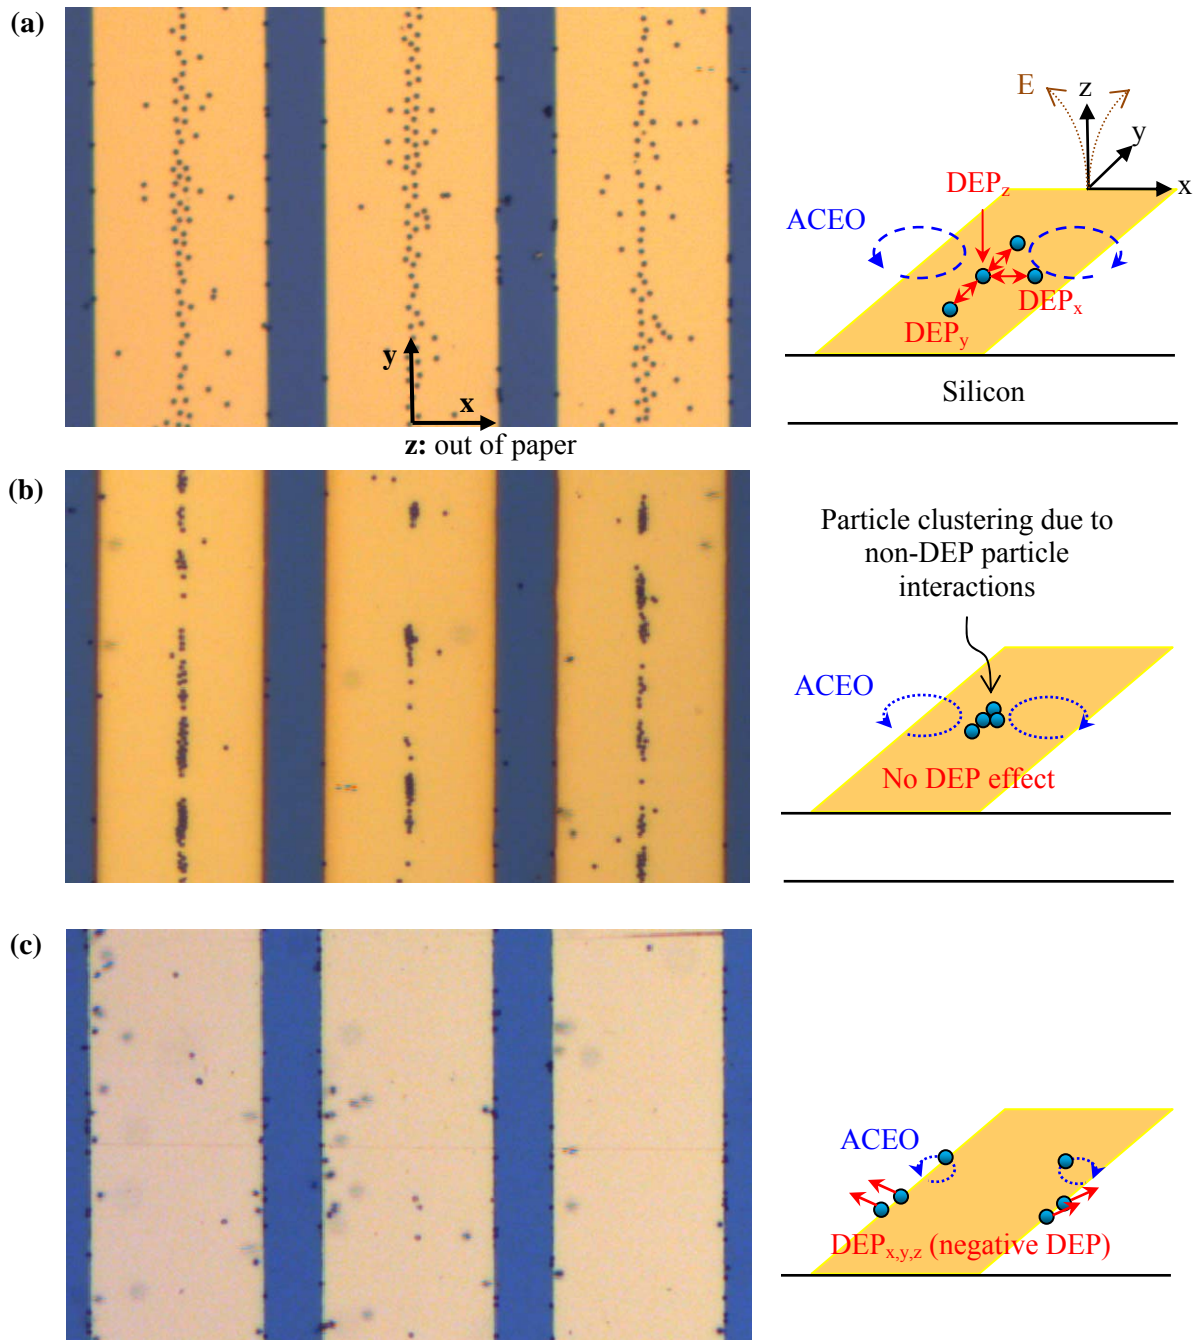 (a)
E
z
y
x
DEPz
ACEO
DEPx
DEPy
Silicon
y
x
z: out of paper
(b)
Particle clustering due to
non-DEP particle
interactions
ACEO
No DEP effect
(c)
ACEO
DEPx,y,z (negative DEP)